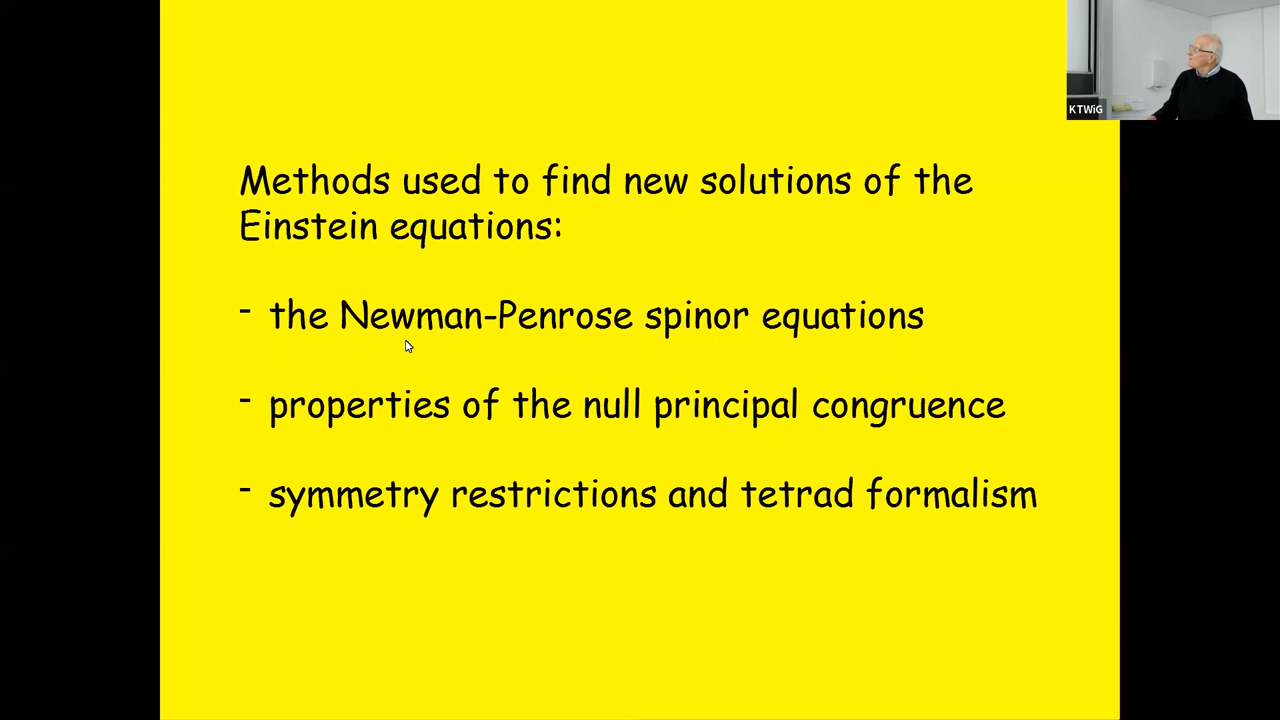 KTWiG
Methods used to find new solutions of the
Einstein equations:
- the Newman-Penrose spinor equations
- properties of the null principal congruence
- symmetry restrictions and tetrad formalism